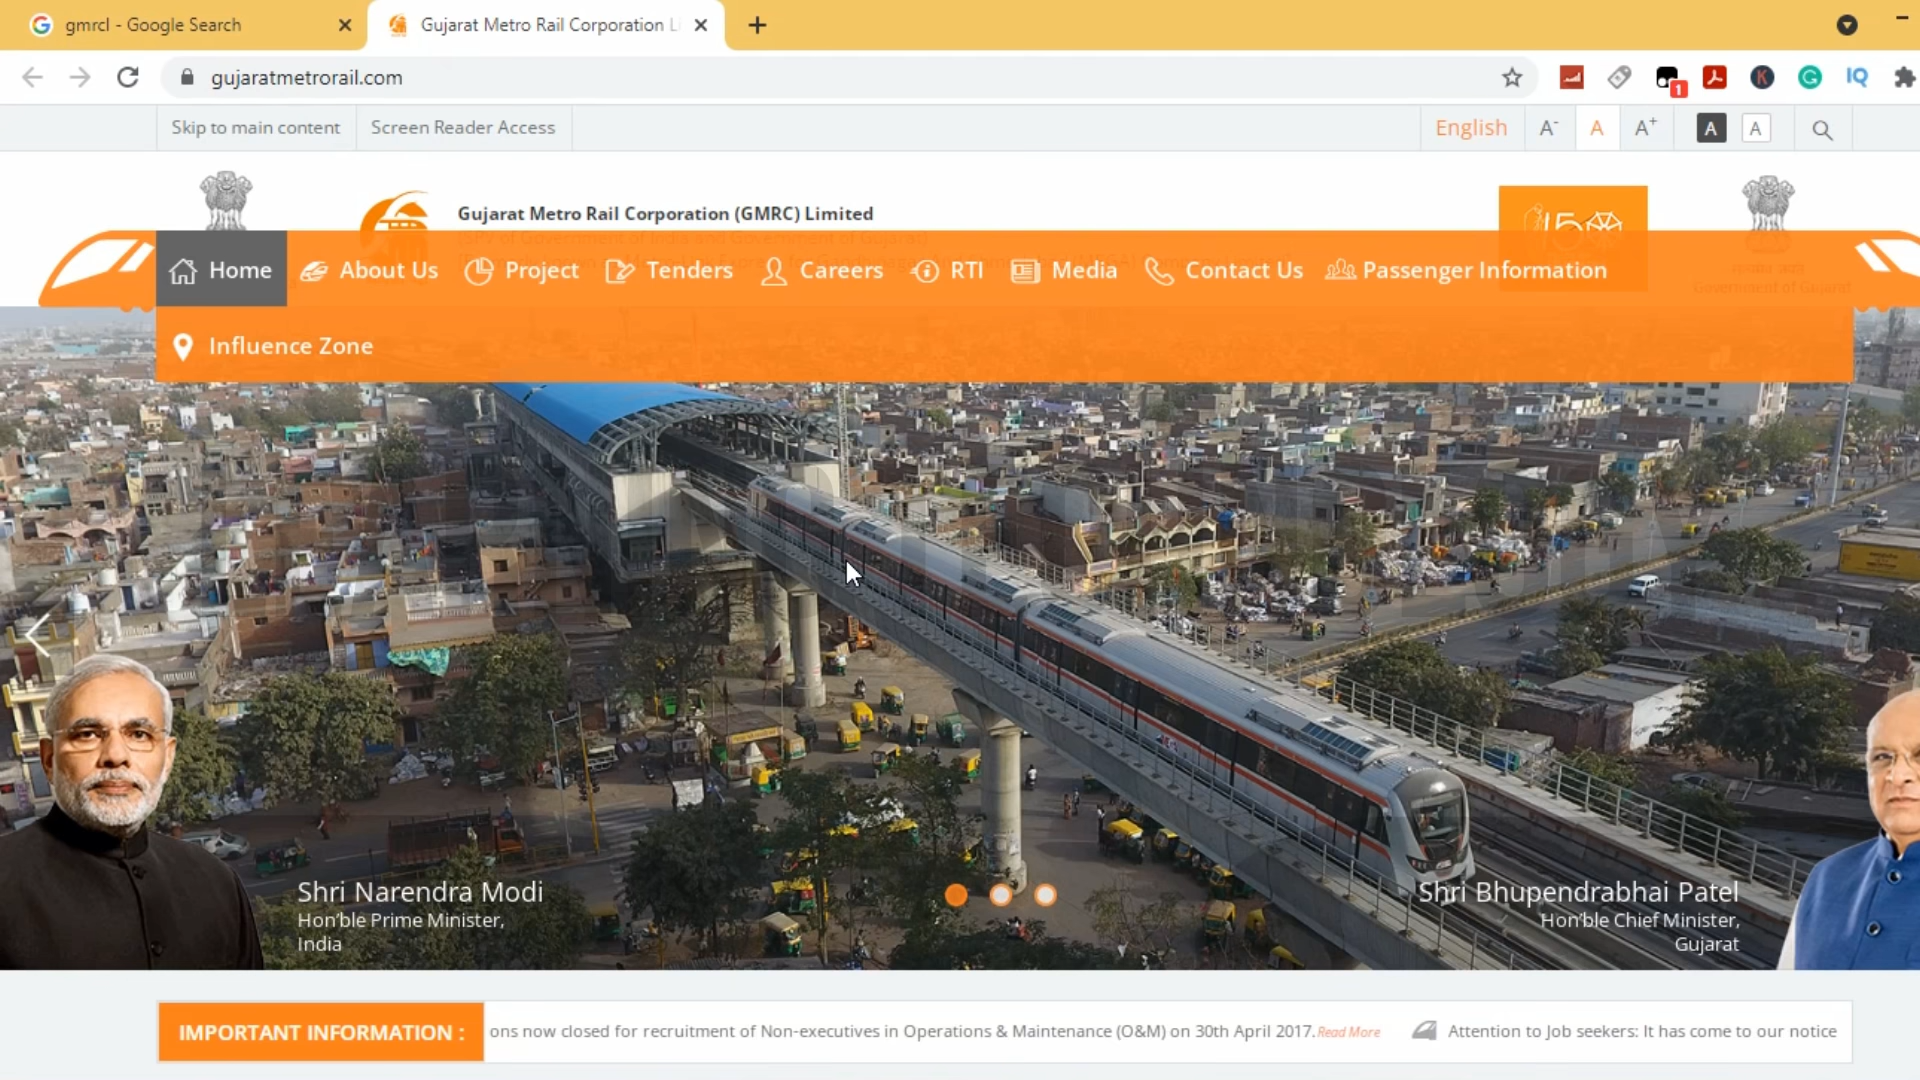 gmrcl - Google Search
Gujarat Metro Rail Corporation L
gujaratmetrorail.com
1
K
IQ
Skip to main content
Screen Reader Access
English
A-
A
A+
A
A
Gujarat Metro Rail Corporation (GMRC) Limited
150
Home
About Us
Project
Tenders
Careers
RTI
Media
Contact Us
Passenger Information
Influence Zone
Shri Narendra Modi
Hon'ble Prime Minister,
India
Shri Bhupendrabhai Patel
Hon'ble Chief Minister,
Gujarat
IMPORTANT INFORMATION :
ons now closed for recruitment of Non-executives in Operations & Maintenance (O&M) on 30th April 2017. Read More
Attention to Job seekers: It has come to our notice